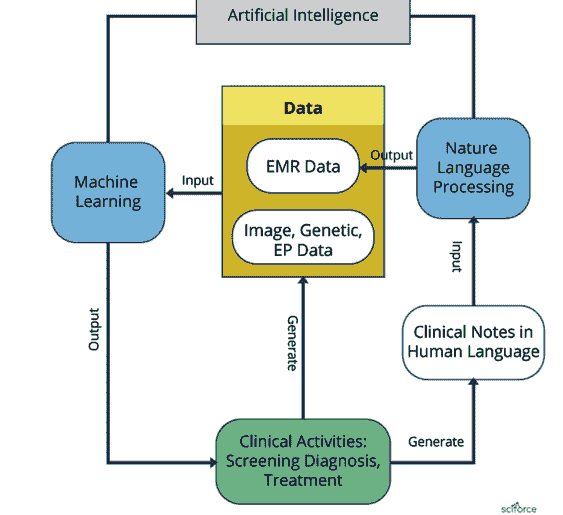 Artificial Intelligence
Data
EMR Data
Image, Genetic,
EP Data
Machine
Learning
Input
Output
Nature
Language
Processing
Input
Clinical Notes in
Human Language
Output
Generate
Generate
Clinical Activities:
Screening Diagnosis,
Treatment
sciforce